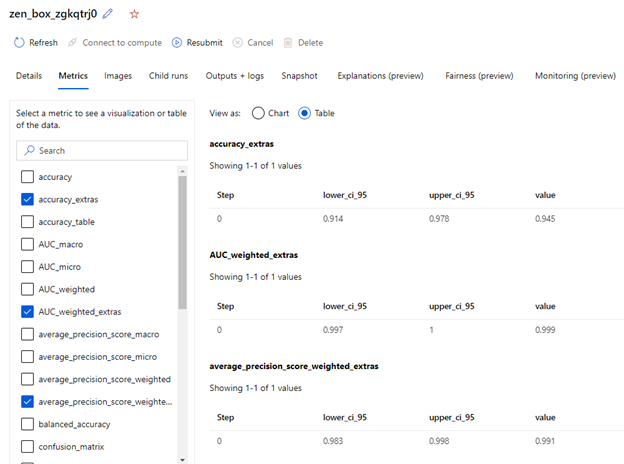 zen_box_zgkqtrj0
Refresh Connect to compute Resubmit Cancel Delete
Details Metrics Images Child runs Outputs + logs Snapshot Explanations (preview) Fairness (preview) Monitoring (preview)
Select a metric to see a visualization or table
of the data.
Search
accuracy
accuracy_extras
accuracy_table
AUC_macro
AUC_micro
AUC_weighted
AUC_weighted_extras
average_precision_score_macro
average_precision_score_micro
average_precision_score_weighted
average_precision_score_weighte...
balanced_accuracy
confusion_matrix
View as: Chart Table
accuracy_extras
Showing 1-1 of 1 values
Step lower_ci_95 upper_ci_95 value
0 0.914 0.978 0.945
AUC_weighted_extras
Showing 1-1 of 1 values
Step lower_ci_95 upper_ci_95 value
0 0.997 1 0.999
average_precision_score_weighted_extras
Showing 1-1 of 1 values
Step lower_ci_95 upper_ci_95 value
0 0.983 0.998 0.991